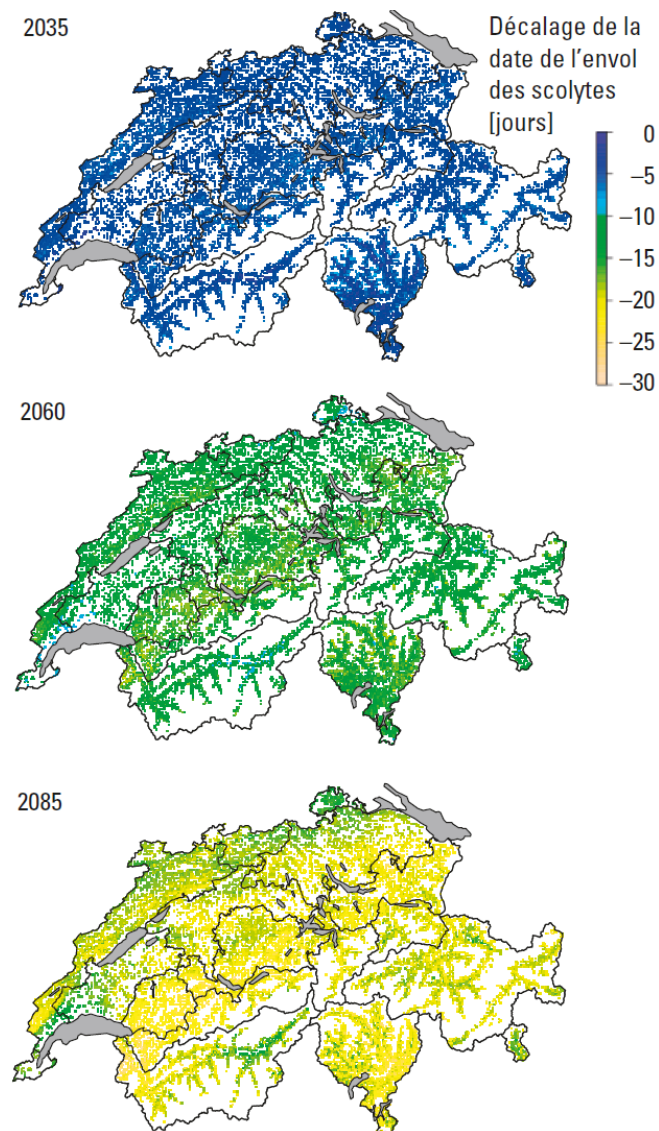 2035
Décalage de la
date de l’envol
des scolytes
[jours]
0
–5
–10
–15
–20
–25
–30
2060
2085